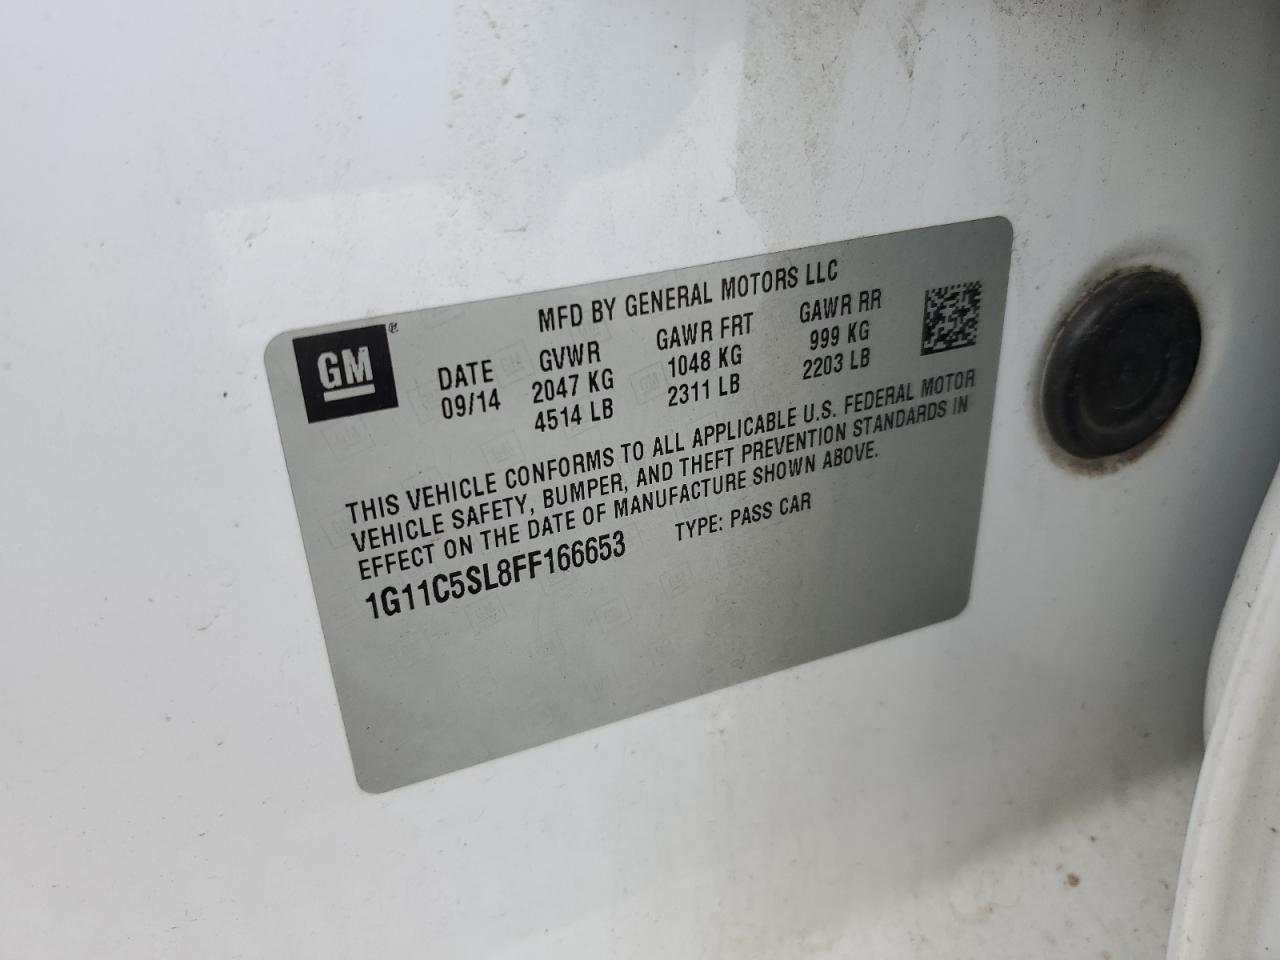 GM ®
MFD BY GENERAL MOTORS LLC
DATE GVWR GAWR FRT GAWR RR
09/14 2047 KG 1048 KG 999 KG
4514 LB 2311 LB 2203 LB
THIS VEHICLE CONFORMS TO ALL APPLICABLE U.S. FEDERAL MOTOR
VEHICLE SAFETY, BUMPER, AND THEFT PREVENTION STANDARDS IN
EFFECT ON THE DATE OF MANUFACTURE SHOWN ABOVE.
1G11C5SL8FF166653 TYPE: PASS CAR